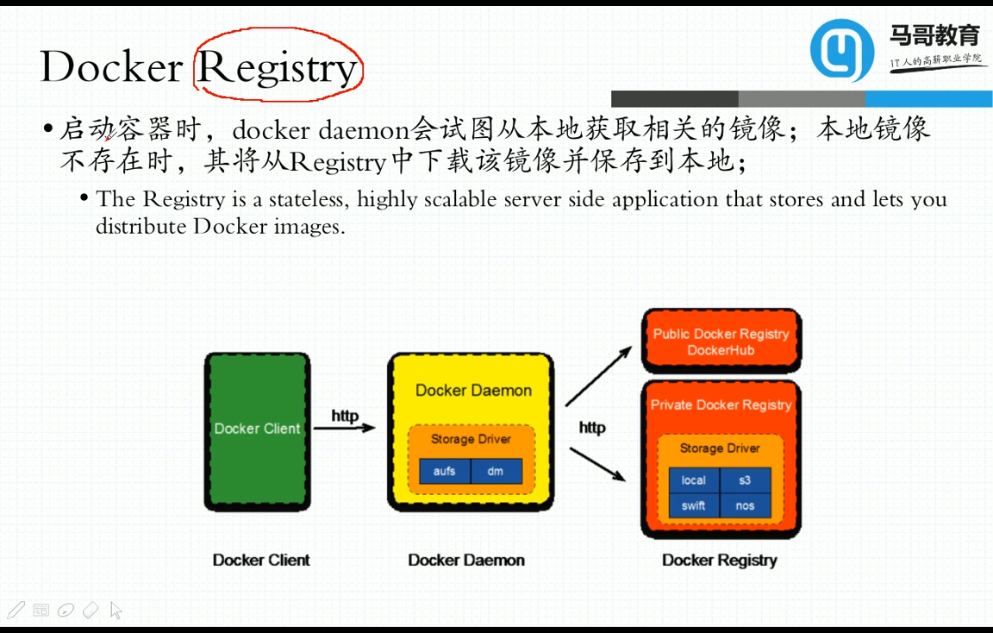 Docker Registry
马哥教育
IT人的高薪职业学院
• 启动容器时，docker daemon会试图从本地获取相关的镜像；本地镜像
不存在时，其将从Registry中下载该镜像并保存到本地；
• The Registry is a stateless, highly scalable server side application that stores and lets you
distribute Docker images.
Docker Client
http
Docker Daemon
Storage Driver
aufs dm
http
Public Docker Registry
DockerHub
Private Docker Registry
Storage Driver
local s3
swift nos
Docker Client
Docker Daemon
Docker Registry